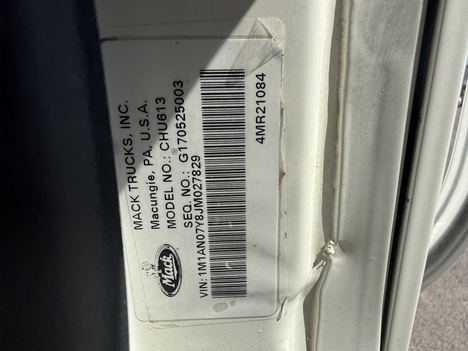 MACK TRUCKS, INC.
Macungie, PA, U.S.A.
MODEL NO.: CHU613
SEQ. NO.: G170525003
Mack
VIN: 1M1AN07Y8JM027829
4MR21084